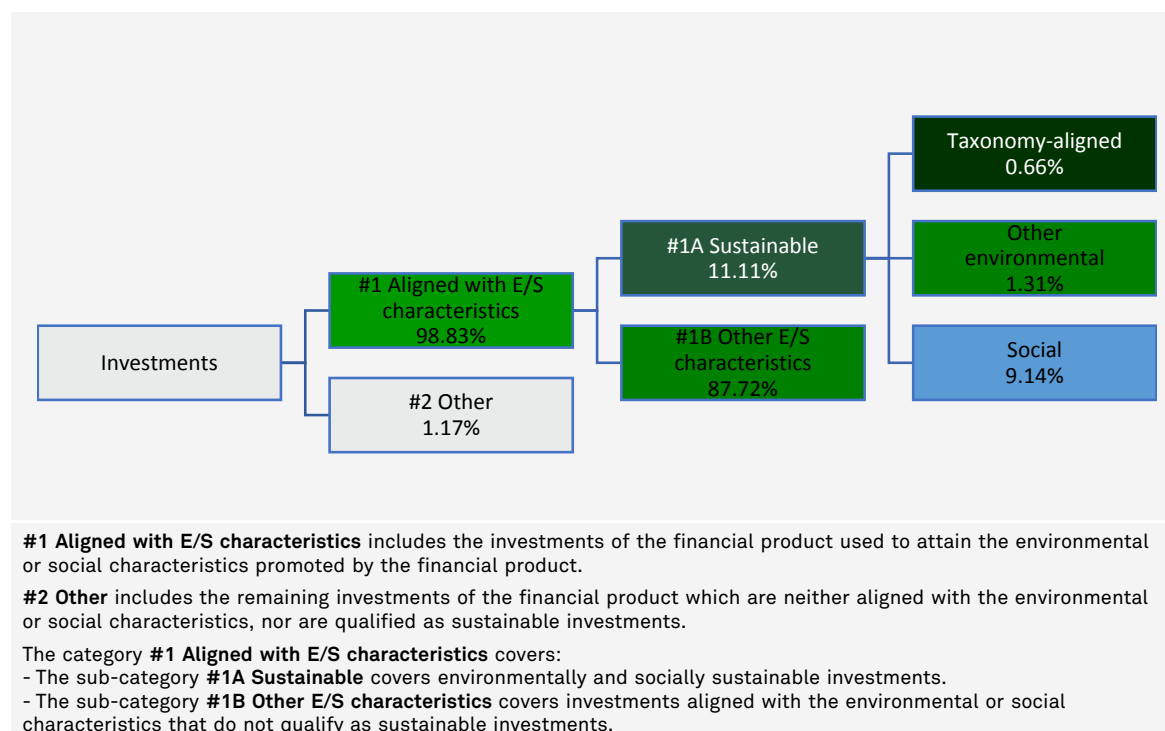 Taxonomy-aligned
0.66%
#1A Sustainable
11.11%
Other
environmental
1.31%
#1 Aligned with E/S
characteristics
98.83%
Investments
#1B Other E/S
characteristics
87.72%
Social
9.14%
#2 Other
1.17%
#1 Aligned with E/S characteristics includes the investments of the financial product used to attain the environmental
or social characteristics promoted by the financial product.
#2 Other includes the remaining investments of the financial product which are neither aligned with the environmental
or social characteristics, nor are qualified as sustainable investments.
The category #1 Aligned with E/S characteristics covers:
- The sub-category #1A Sustainable covers environmentally and socially sustainable investments.
- The sub-category #1B Other E/S characteristics covers investments aligned with the environmental or social
characteristics that do not qualify as sustainable investments.